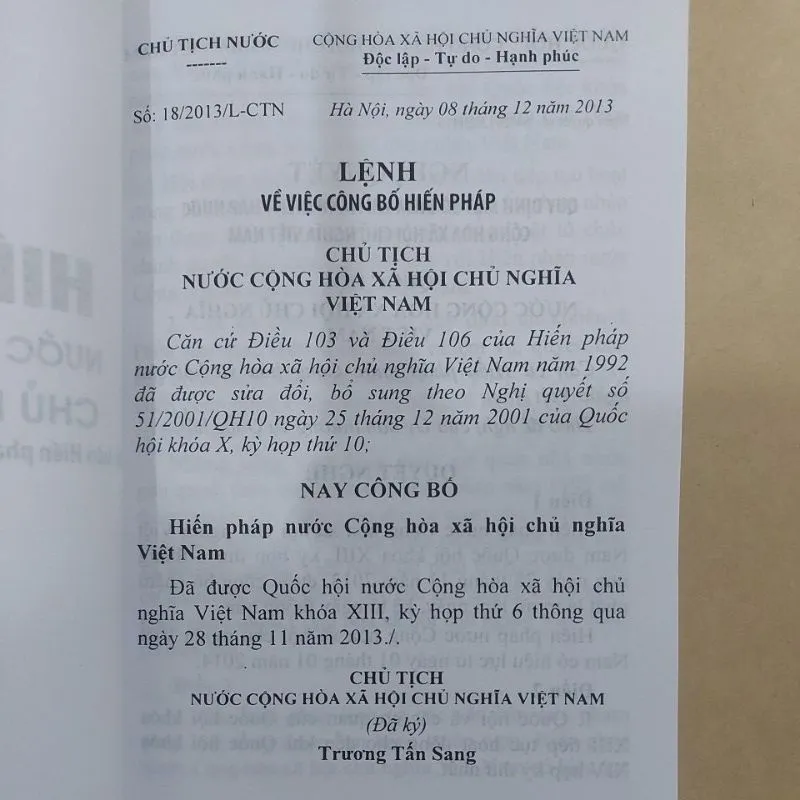 CHỦ TỊCH NƯỚC
-------
CỘNG HÒA XÃ HỘI CHỦ NGHĨA VIỆT NAM
Độc lập - Tự do - Hạnh phúc
Số: 18/2013/L-CTN
Hà Nội, ngày 08 tháng 12 năm 2013
LỆNH
VỀ VIỆC CÔNG BỐ HIẾN PHÁP
CHỦ TỊCH
NƯỚC CỘNG HÒA XÃ HỘI CHỦ NGHĨA
VIỆT NAM
Căn cứ Điều 103 và Điều 106 của Hiến pháp
nước Cộng hòa xã hội chủ nghĩa Việt Nam năm 1992
đã được sửa đổi, bổ sung theo Nghị quyết số
51/2001/QH10 ngày 25 tháng 12 năm 2001 của Quốc
hội khóa X, kỳ họp thứ 10;
NAY CÔNG BỐ
Hiến pháp nước Cộng hòa xã hội chủ nghĩa
Việt Nam
Đã được Quốc hội nước Cộng hòa xã hội chủ
nghĩa Việt Nam khóa XIII, kỳ họp thứ 6 thông qua
ngày 28 tháng 11 năm 2013./.
CHỦ TỊCH
NƯỚC CỘNG HÒA XÃ HỘI CHỦ NGHĨA VIỆT NAM
(Đã ký)
Trương Tấn Sang